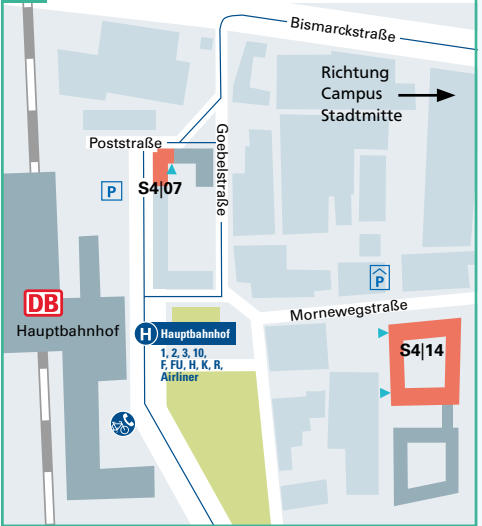 Bismarckstraße
Richtung
Campus
Stadtmitte
Poststraße
Goebelstraße
P
S4|07
P
DB
Hauptbahnhof
Mornewegstraße
H Hauptbahnhof
1, 2, 3, 10,
F, FU, H, K, R,
Airliner
S4|14